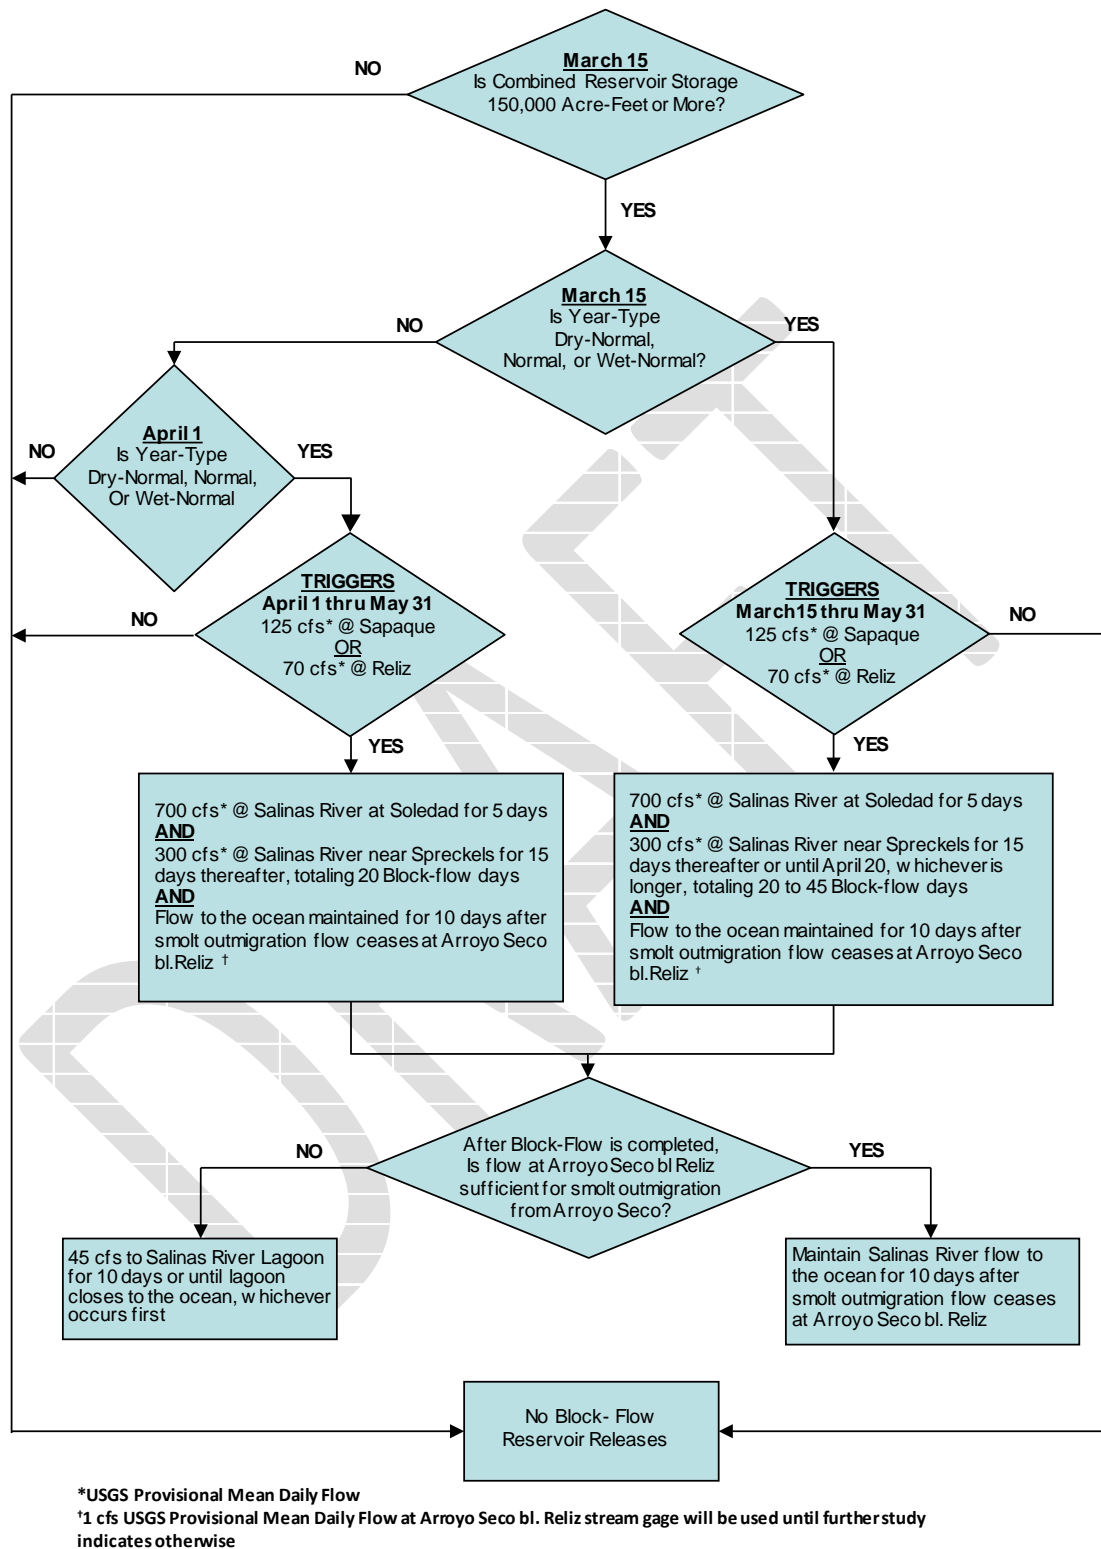 March 15
Is Combined Reservoir Storage
150,000 Acre-Feet or More?
NO
YES
March 15
Is Year-Type
Dry-Normal,
Normal, or Wet-Normal?
NO
YES
April 1
Is Year-Type
Dry-Normal, Normal,
Or Wet-Normal
NO
YES
TRIGGERS
April 1 thru May 31
125 cfs* @ Sapaque
OR
70 cfs* @ Reliz
NO
YES
TRIGGERS
March15 thru May 31
125 cfs* @ Sapaque
OR
70 cfs* @ Reliz
NO
YES
700 cfs* @ Salinas River at Soledad for 5 days
AND
300 cfs* @ Salinas River near Spreckels for 15
days thereafter, totaling 20 Block-flow days
AND
Flow to the ocean maintained for 10 days after
smolt outmigration flow ceases at Arroyo Seco
bl.Reliz †
700 cfs* @ Salinas River at Soledad for 5 days
AND
300 cfs* @ Salinas River near Spreckels for 15
days thereafter or until April 20, whichever is
longer, totaling 20 to 45 Block-flow days
AND
Flow to the ocean maintained for 10 days after
smolt outmigration flow ceases at Arroyo Seco
bl.Reliz †
After Block-Flow is completed,
Is flow at Arroyo Seco bl Reliz
sufficient for smolt outmigration
from Arroyo Seco?
NO
YES
45 cfs to Salinas River Lagoon
for 10 days or until lagoon
closes to the ocean, whichever
occurs first
Maintain Salinas River flow to
the ocean for 10 days after
smolt outmigration flow ceases
at Arroyo Seco bl. Reliz
No Block- Flow
Reservoir Releases
*USGS Provisional Mean Daily Flow
†1 cfs USGS Provisional Mean Daily Flow at Arroyo Seco bl. Reliz stream gage will be used until further study
indicates otherwise
DRAFT